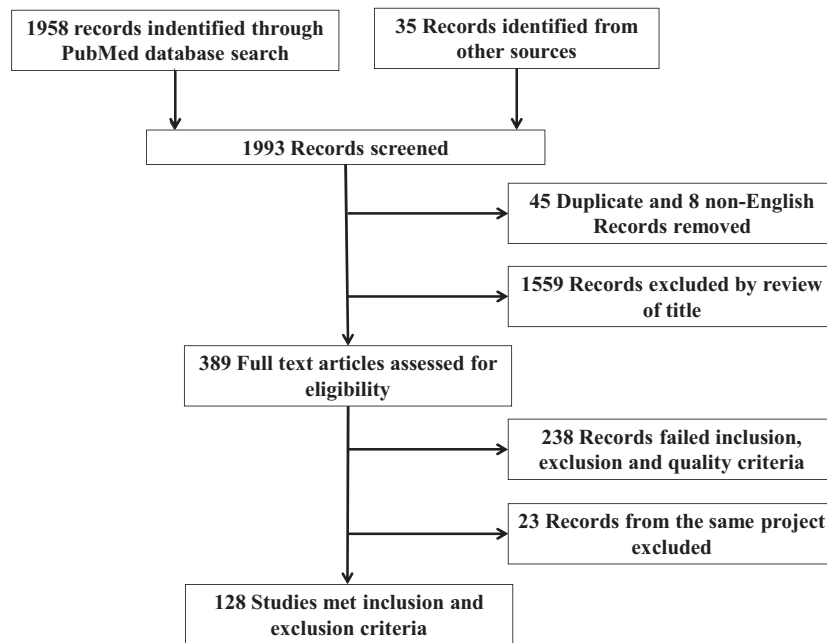 1958 records indentified through
PubMed database search
35 Records identified from
other sources
1993 Records screened
45 Duplicate and 8 non-English
Records removed
1559 Records excluded by review
of title
389 Full text articles assessed for
eligibility
238 Records failed inclusion,
exclusion and quality criteria
23 Records from the same project
excluded
128 Studies met inclusion and
exclusion criteria